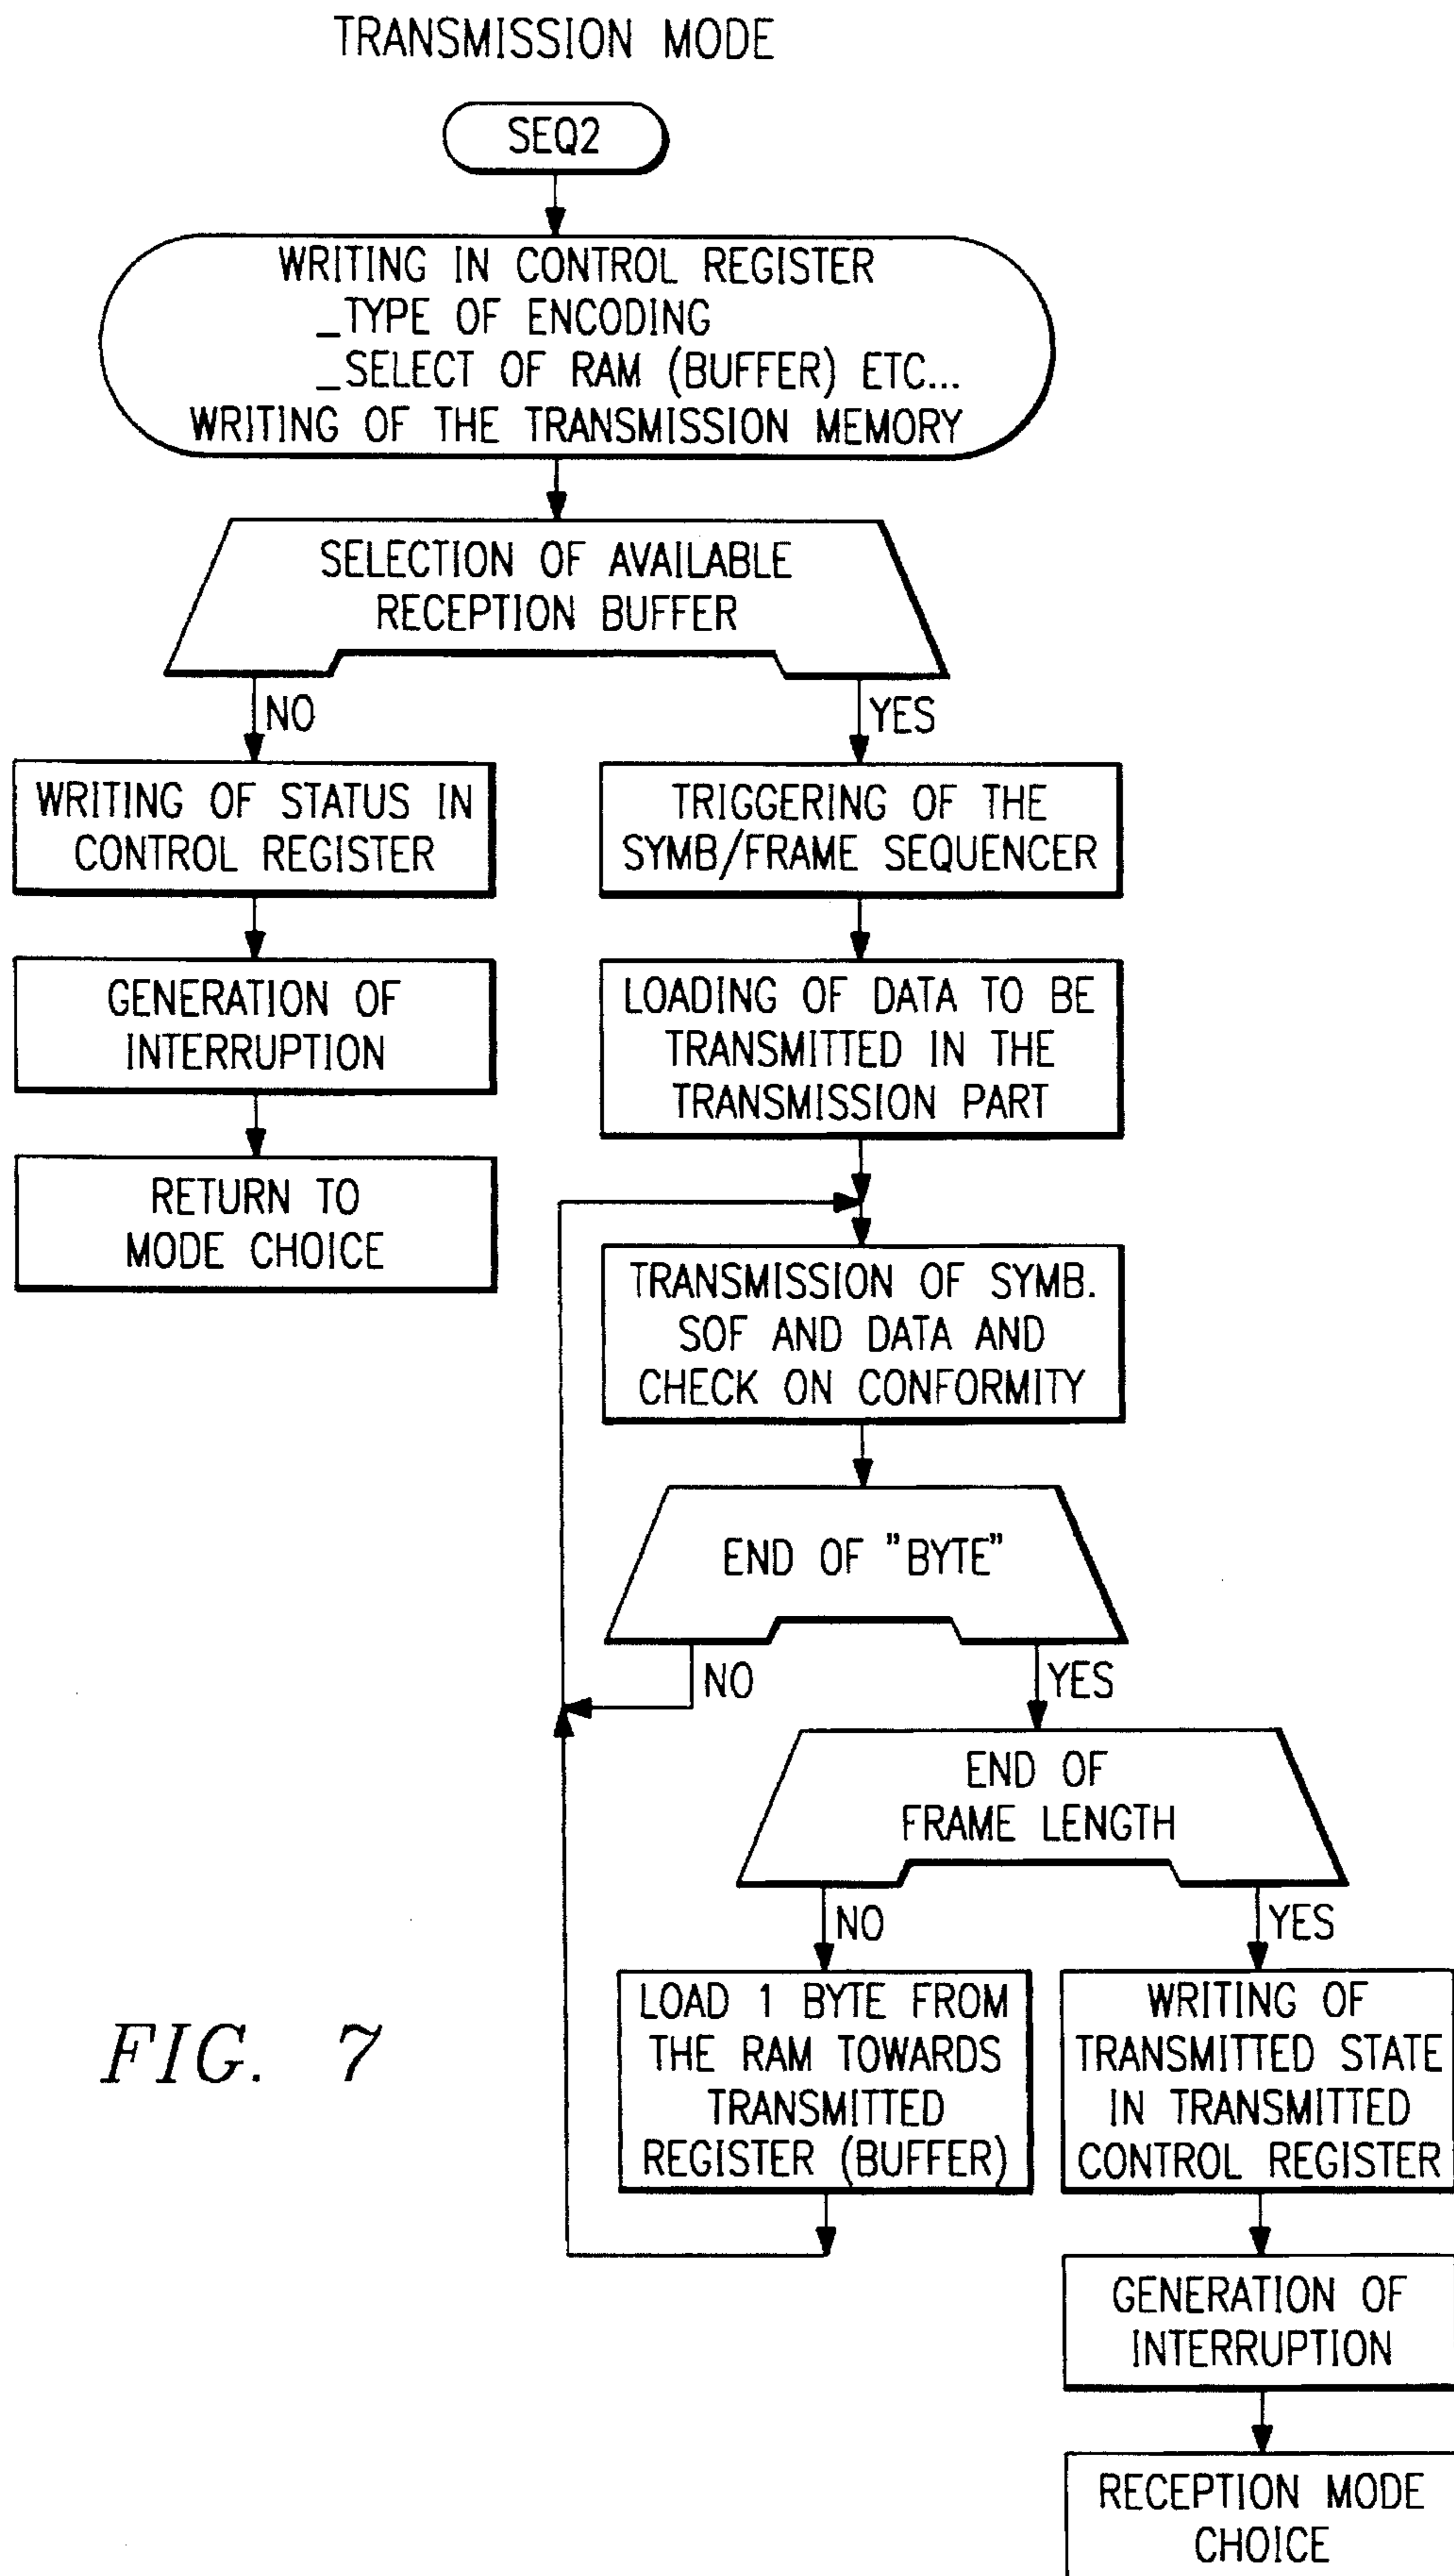 TRANSMISSION MODE
SEQ2
WRITING IN CONTROL REGISTER
_TYPE OF ENCODING
_SELECT OF RAM (BUFFER) ETC...
WRITING OF THE TRANSMISSION MEMORY
SELECTION OF AVAILABLE
RECEPTION BUFFER
NO
YES
WRITING OF STATUS IN
CONTROL REGISTER
GENERATION OF
INTERRUPTION
RETURN TO
MODE CHOICE
TRIGGERING OF THE
SYMB/FRAME SEQUENCER
LOADING OF DATA TO BE
TRANSMITTED IN THE
TRANSMISSION PART
TRANSMISSION OF SYMB.
SOF AND DATA AND
CHECK ON CONFORMITY
END OF "BYTE"
NO
YES
END OF
FRAME LENGTH
NO
YES
LOAD 1 BYTE FROM
THE RAM TOWARDS
TRANSMITTED
REGISTER (BUFFER)
WRITING OF
TRANSMITTED STATE
IN TRANSMITTED
CONTROL REGISTER
GENERATION OF
INTERRUPTION
RECEPTION MODE
CHOICE
FIG. 7